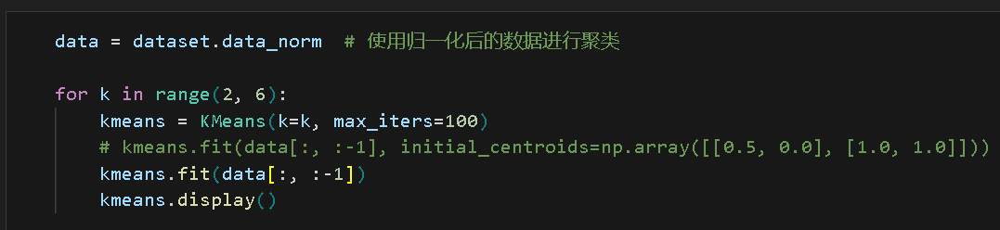 data = dataset.data_norm  # 使用归一化后的数据进行聚类
for k in range(2, 6):
    kmeans = KMeans(k=k, max_iters=100)
    # kmeans.fit(data[:, :-1], initial_centroids=np.array([[0.5, 0.0], [1.0, 1.0]]))
    kmeans.fit(data[:, :-1])
    kmeans.display()